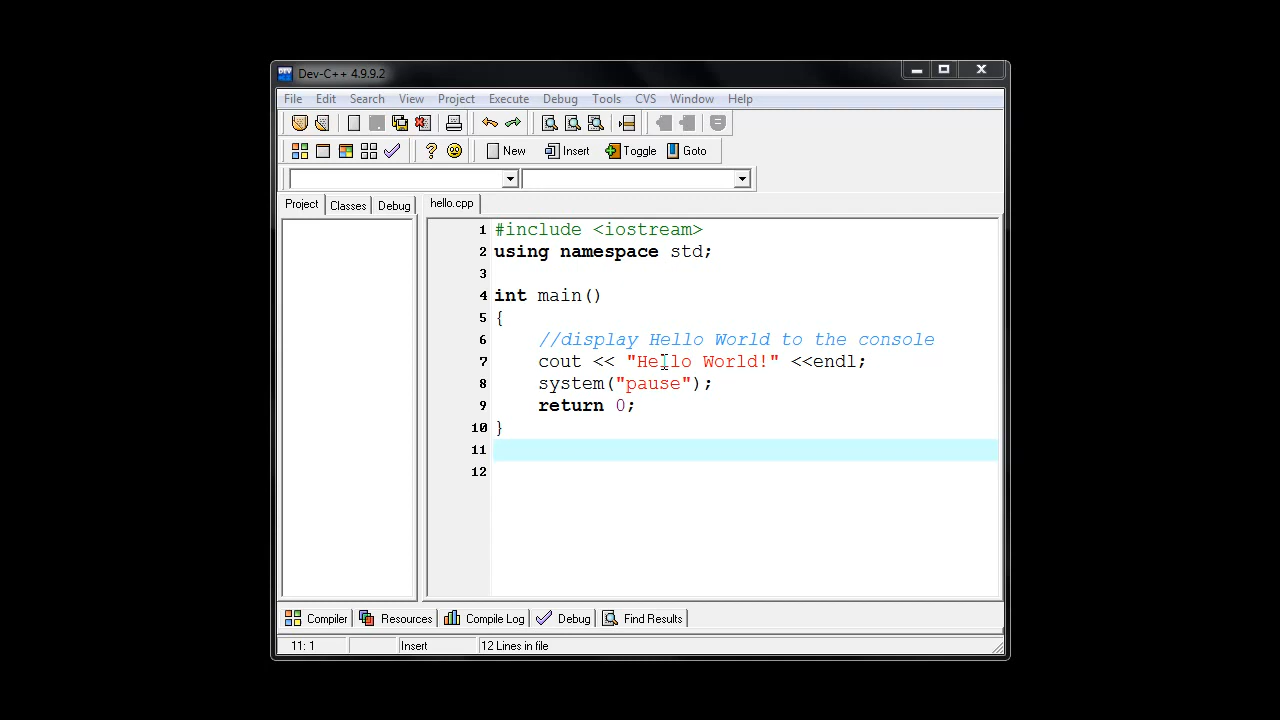 Dev-C++ 4.9.9.2
File Edit Search View Project Execute Debug Tools CVS Window Help
New Insert Toggle Goto
Project Classes Debug hello.cpp
1 #include <iostream>
2 using namespace std;
3
4 int main()
5 {
6 //display Hello World to the console
7 cout << "Hello World!" <<endl;
8 system("pause");
9 return 0;
10 }
11
12
Compiler Resources Compile Log Debug Find Results
11: 1 Insert 12 Lines in file